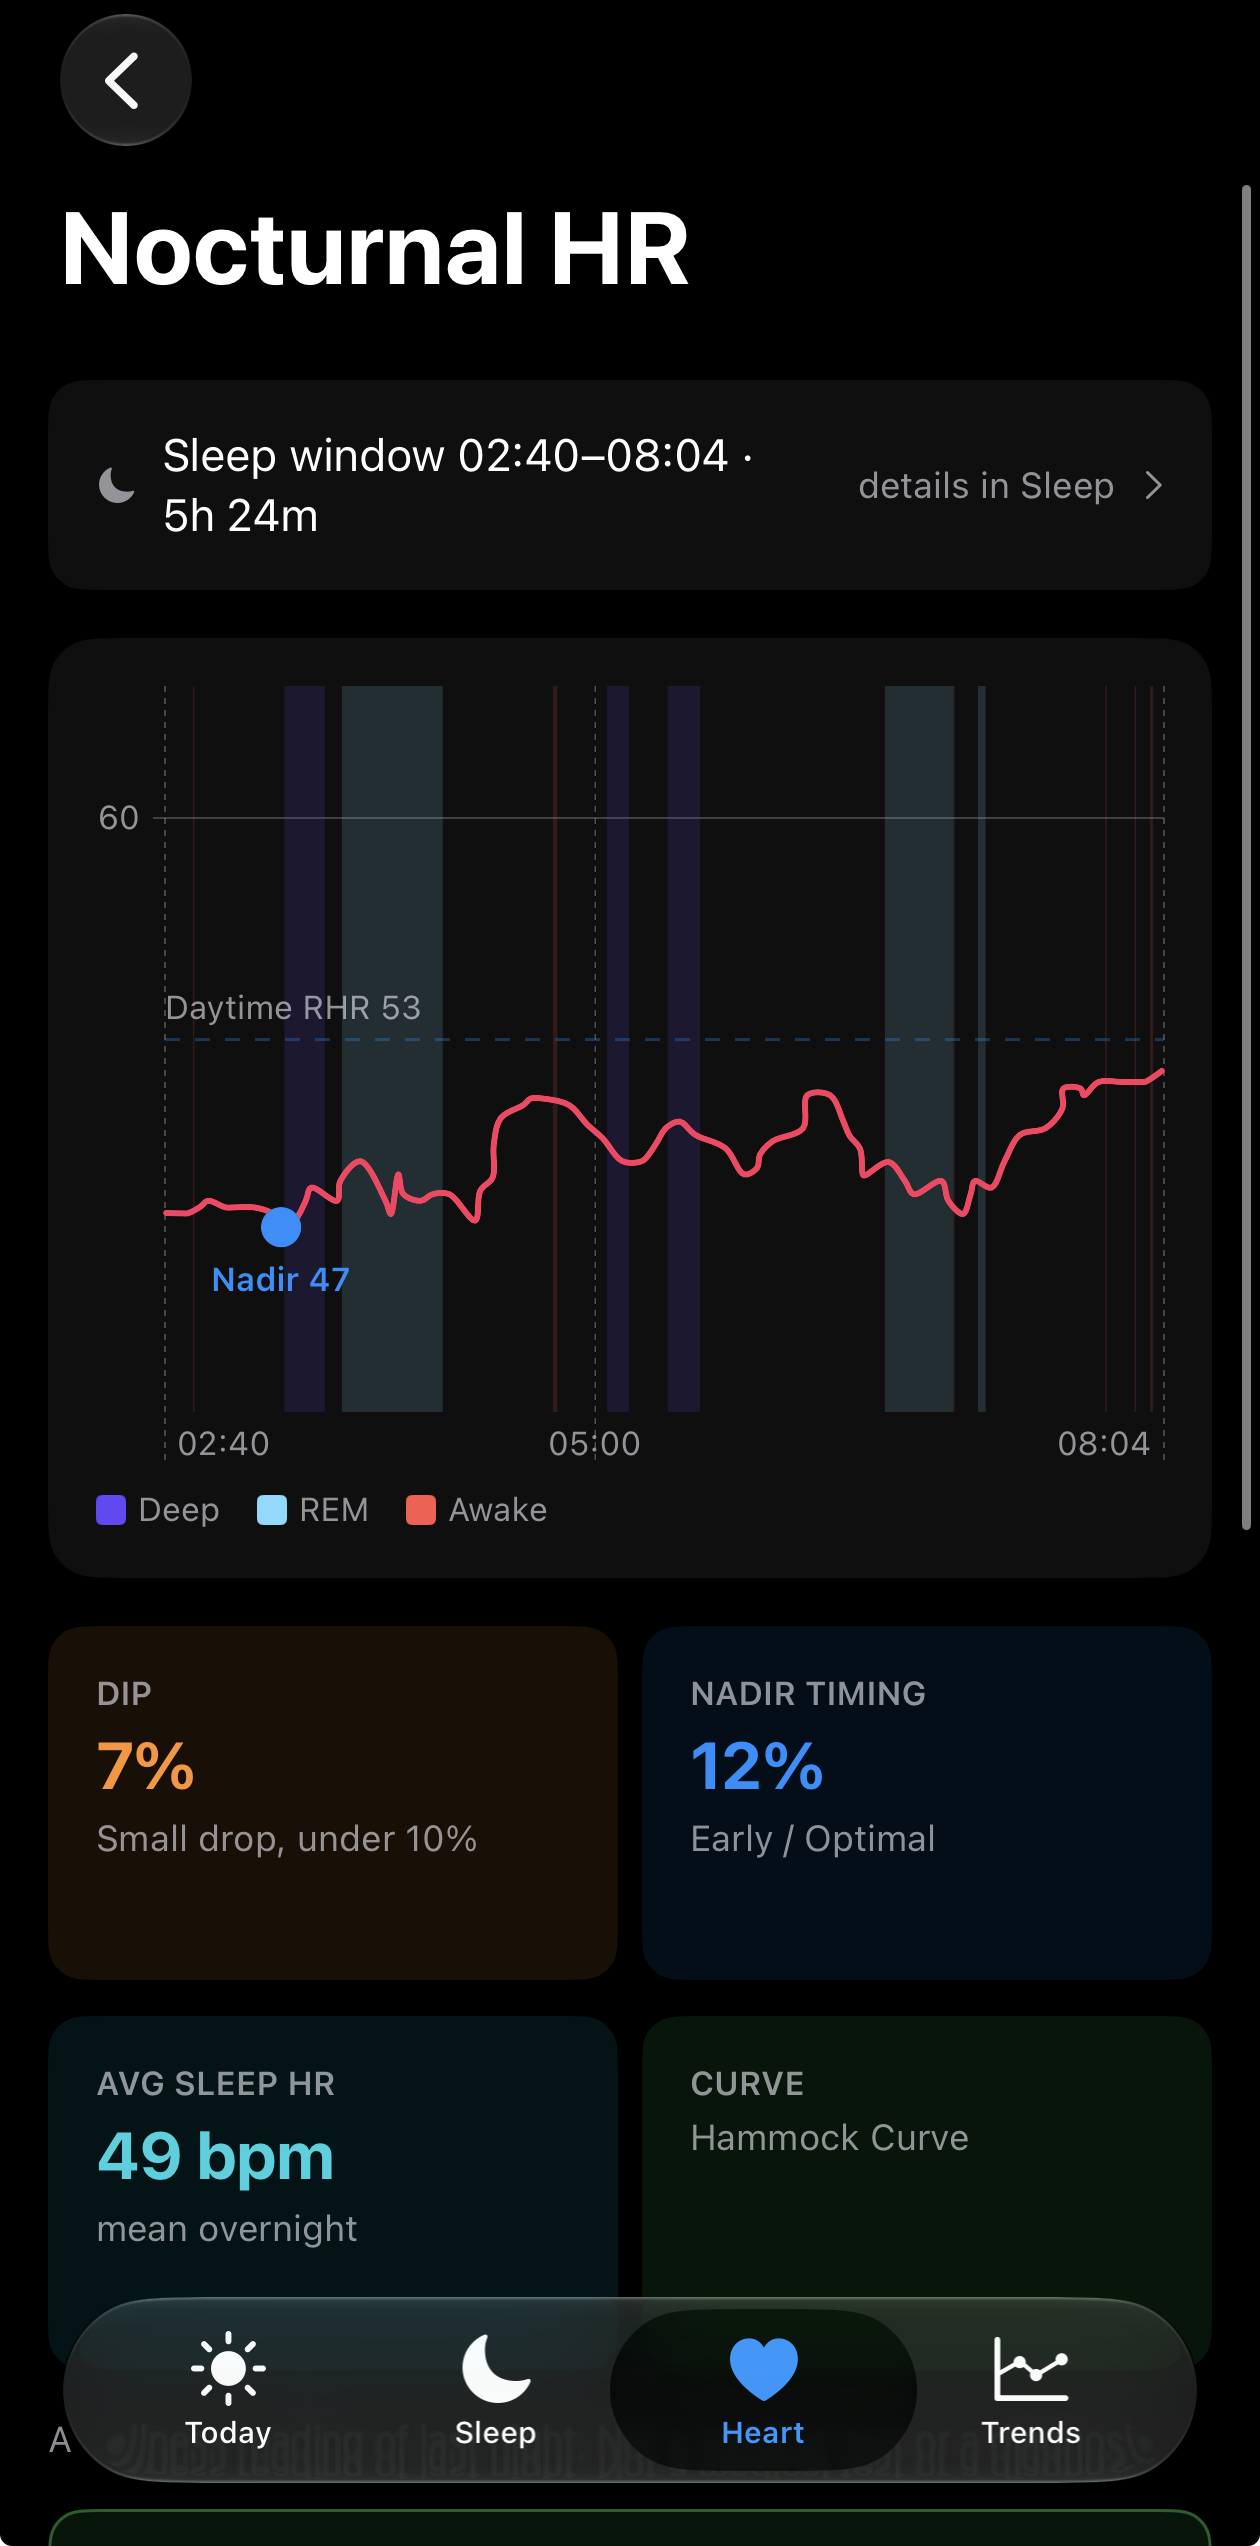 Nocturnal HR
Sleep window 02:40–08:04 ·
5h 24m
details in Sleep
60
Daytime RHR 53
Nadir 47
02:40
05:00
08:04
Deep
REM
Awake
DIP
7%
Small drop, under 10%
NADIR TIMING
12%
Early / Optimal
AVG SLEEP HR
49 bpm
mean overnight
CURVE
Hammock Curve
A
Today
Sleep
Heart
Trends